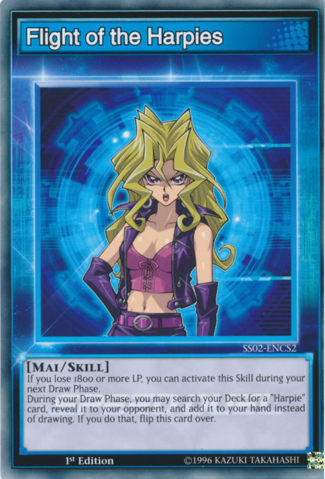 Flight of the Harpies
SS02-ENCS2
[MAI/SKILL]
If you lose 1800 or more LP, you can activate this Skill during your
next Draw Phase.
During your Draw Phase, you may search your Deck for a "Harpie"
card, reveal it to your opponent, and add it to your hand instead
of drawing. If you do that, flip this card over.
1st Edition
©1996 KAZUKI TAKAHASHI